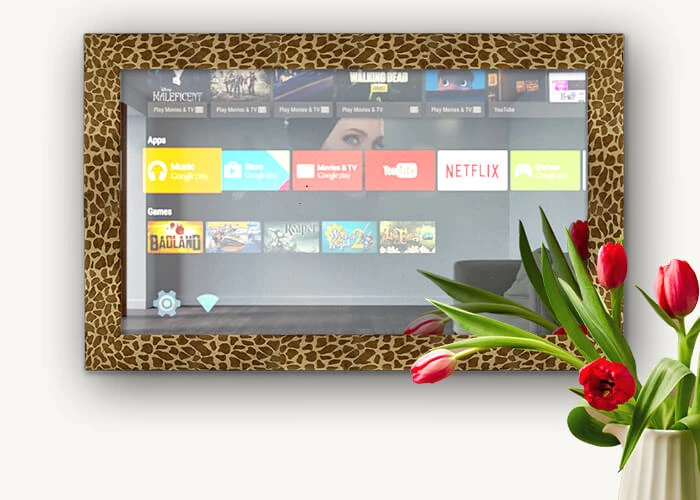 Disney
MALEFICENT
THE
WALKING DEAD
AMC
Play Movies & TV
Play Movies & TV
Play Movies & TV
Play Movies & TV
Play Movies & TV
YouTube
Apps
Music
Google play
Store
Google play
Movies & TV
Google play
YouTube
NETFLIX
Games
Google play
Games
BADLAND